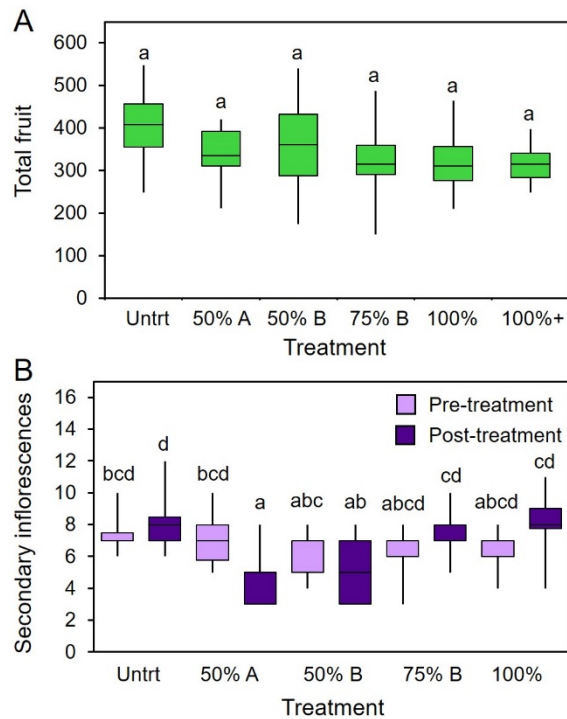 A
600
500
400
300
200
100
0
Total fruit
a
a
a
a
a
a
Untrt 50% A 50% B 75% B 100% 100%+
Treatment
B
16
14
12
10
8
6
4
2
0
Secondary inflorescences
Pre-treatment
Post-treatment
bcd
d
bcd
a
abc
ab
abcd
cd
abcd
cd
Untrt 50% A 50% B 75% B 100%
Treatment